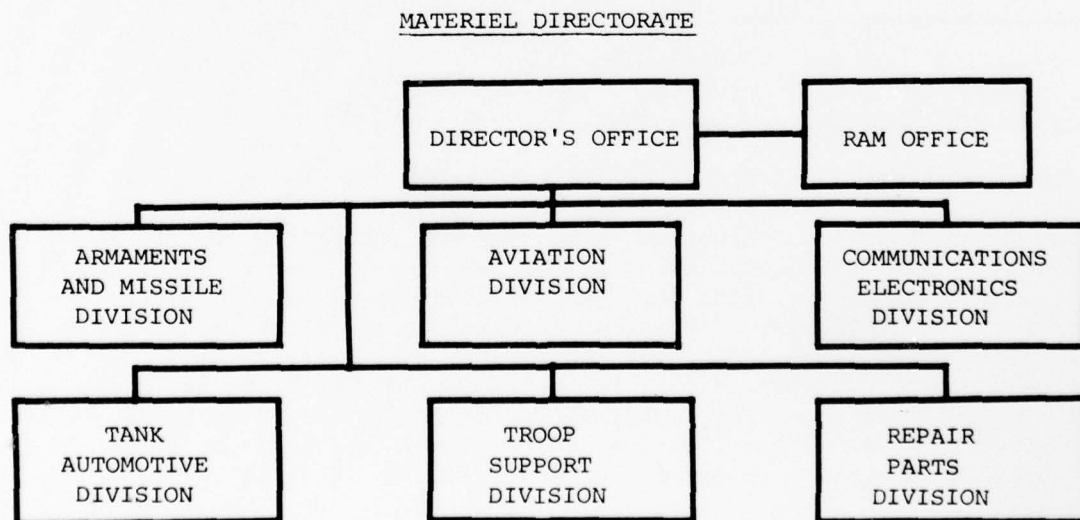 MATERIEL DIRECTORATE
DIRECTOR'S OFFICE
RAM OFFICE
ARMAMENTS
AND MISSILE
DIVISION
AVIATION
DIVISION
COMMUNICATIONS
ELECTRONICS
DIVISION
TANK
AUTOMOTIVE
DIVISION
TROOP
SUPPORT
DIVISION
REPAIR
PARTS
DIVISION